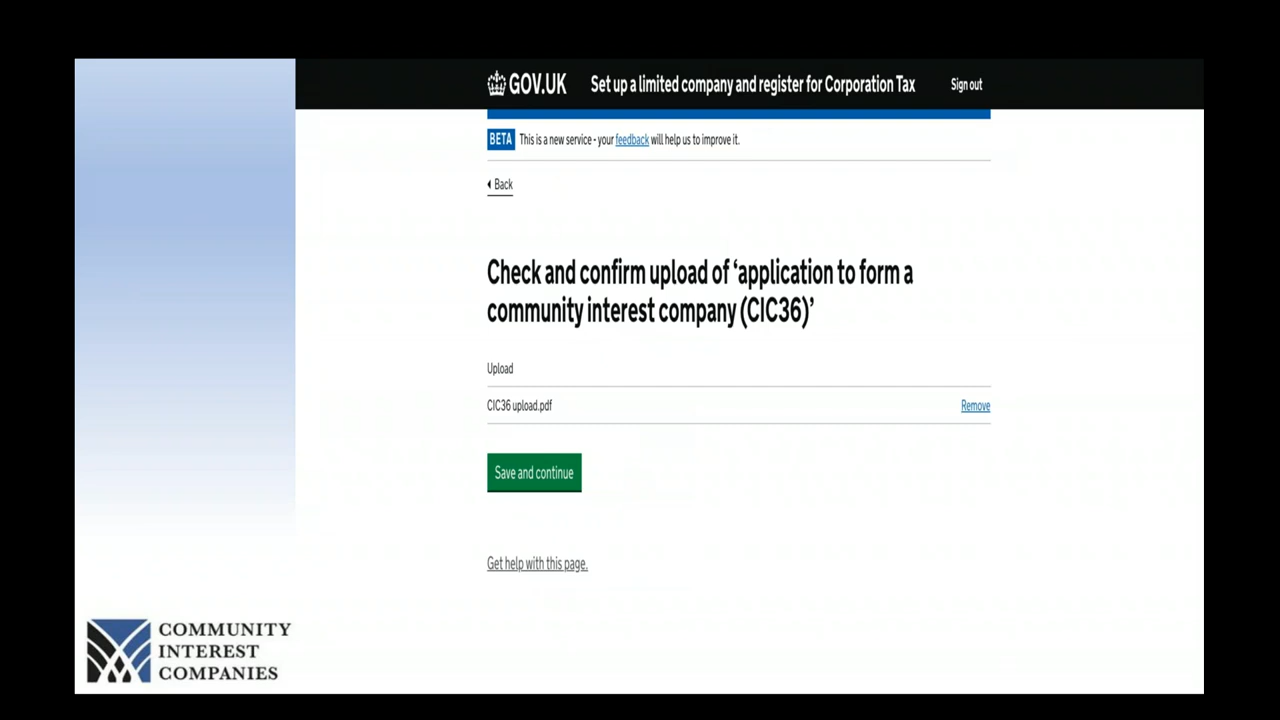 GOV.UK Set up a limited company and register for Corporation Tax Sign out
BETA This is a new service - your feedback will help us to improve it.
Back
Check and confirm upload of ‘application to form a
community interest company (CIC36)’
Upload
CIC36 upload.pdf Remove
Save and continue
Get help with this page.
COMMUNITY
INTEREST
COMPANIES